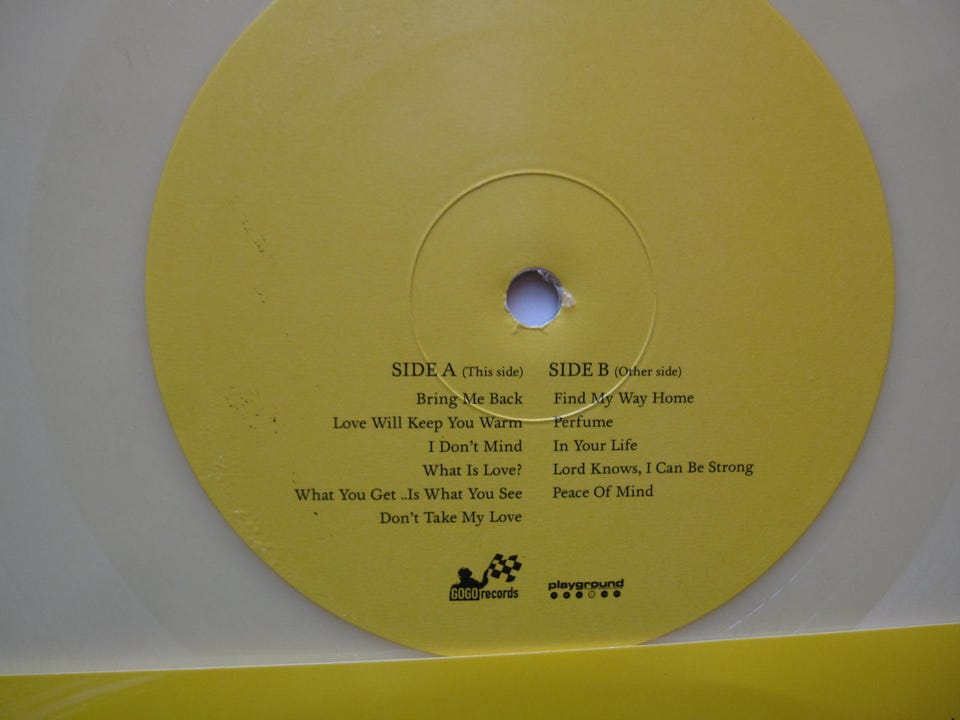 SIDE A (This side)
Bring Me Back
Love Will Keep You Warm
I Don't Mind
What Is Love?
What You Get ..Is What You See
Don't Take My Love
SIDE B (Other side)
Find My Way Home
Perfume
In Your Life
Lord Knows, I Can Be Strong
Peace Of Mind
GOGO records
playground